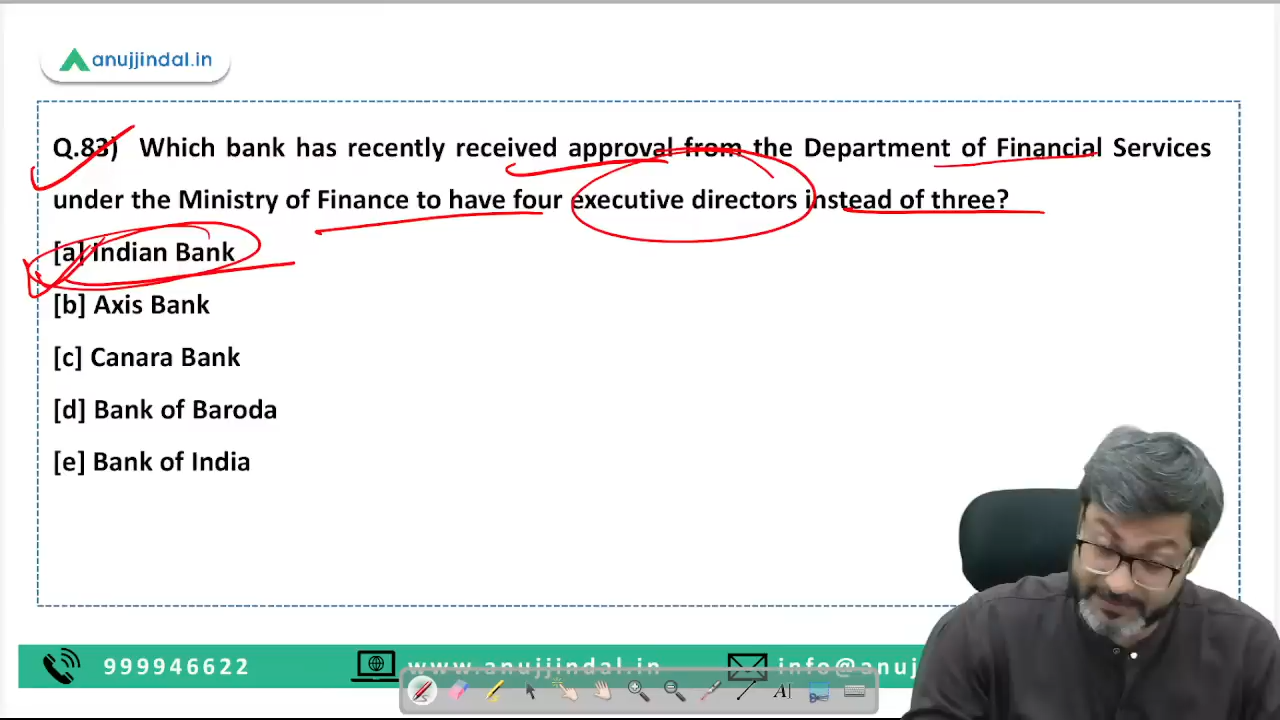 anujjindal.in
Q.83) Which bank has recently received approval from the Department of Financial Services
under the Ministry of Finance to have four executive directors instead of three?
[a] Indian Bank
[b] Axis Bank
[c] Canara Bank
[d] Bank of Baroda
[e] Bank of India
999946622 www.anujjindal.in info@anuj
A